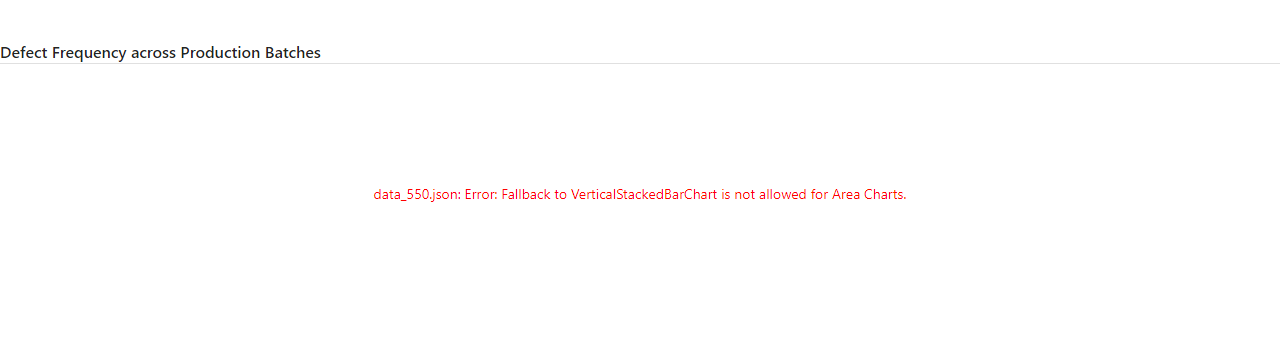 Defect Frequency across Production Batches
data_550.json: Error: Fallback to VerticalStackedBarChart is not allowed for Area Charts.